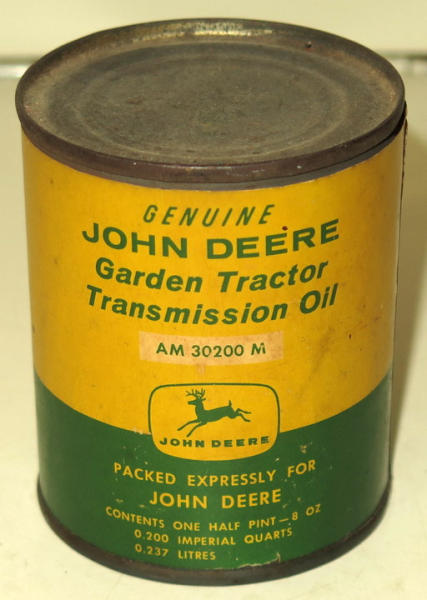 GENUINE
JOHN DEERE
Garden Tractor
Transmission Oil
AM 30200 M
JOHN DEERE
PACKED EXPRESSLY FOR
JOHN DEERE
CONTENTS ONE HALF PINT—8 OZ
0.200 IMPERIAL QUARTS
0.237 LITRES